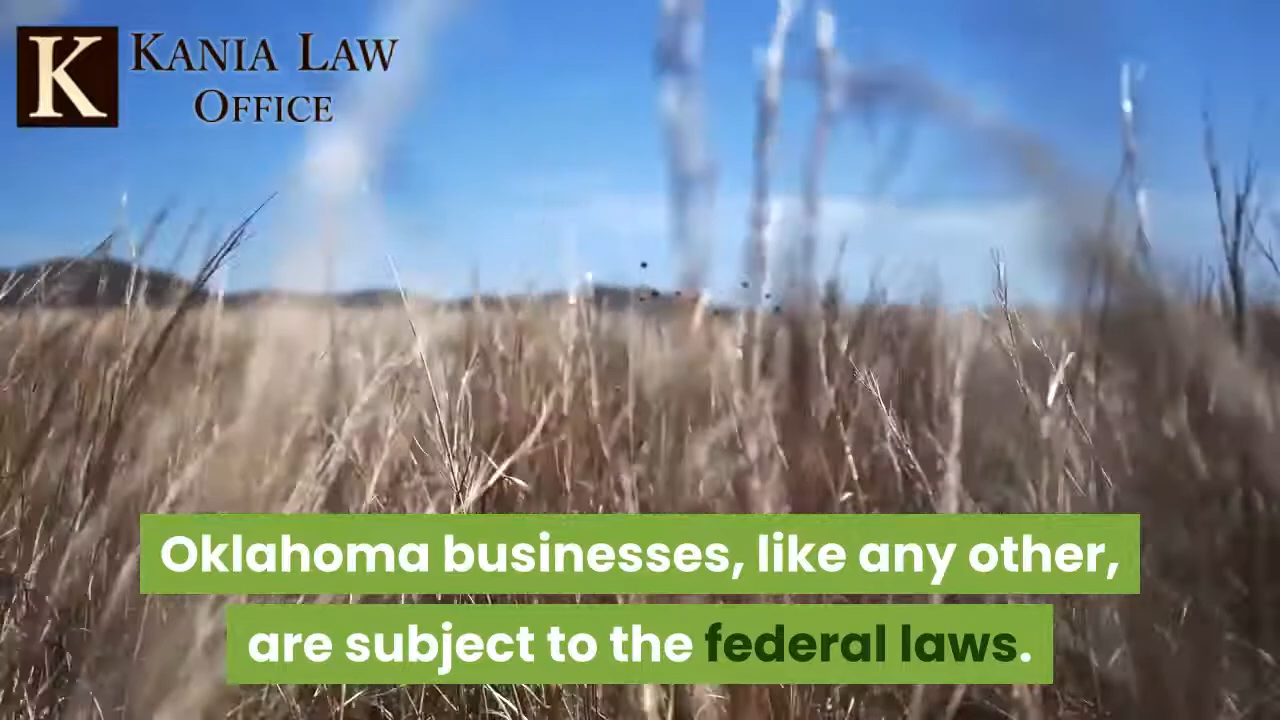 K
KANIA LAW
OFFICE
Oklahoma businesses, like any other,
are subject to the federal laws.